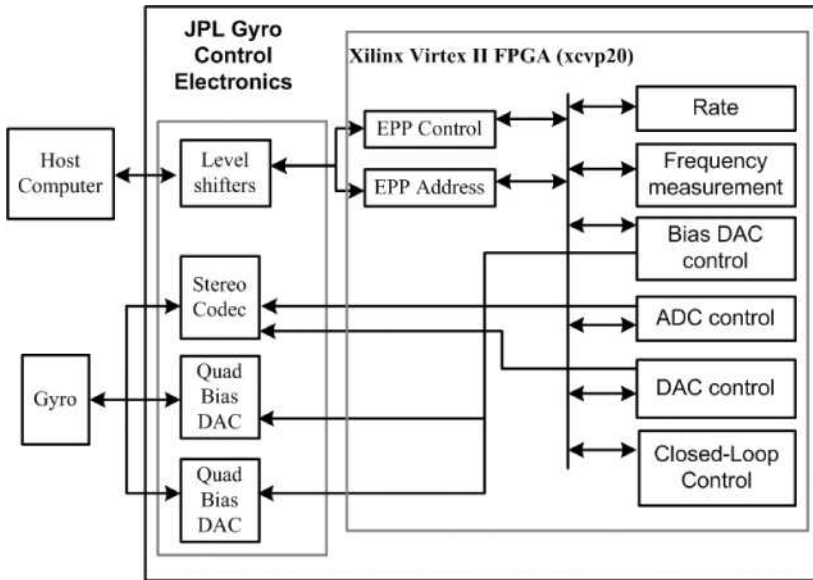 JPL Gyro
Control
Electronics
Xilinx Virtex II FPGA (xcvp20)
Host
Computer
Level
shifters
EPP Control
EPP Address
Rate
Frequency
measurement
Bias DAC
control
Stereo
Codec
ADC control
Gyro
Quad
Bias
DAC
DAC control
Quad
Bias
DAC
Closed-Loop
Control